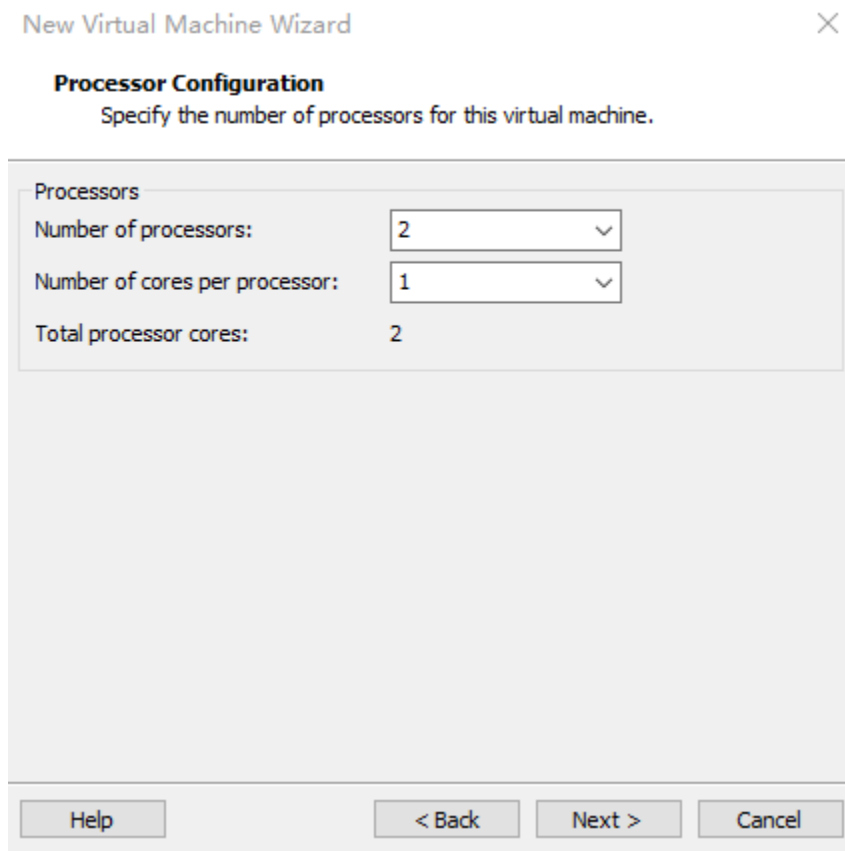 New Virtual Machine Wizard
Processor Configuration
Specify the number of processors for this virtual machine.
Processors
Number of processors: 2
Number of cores per processor: 1
Total processor cores: 2
Help < Back Next > Cancel